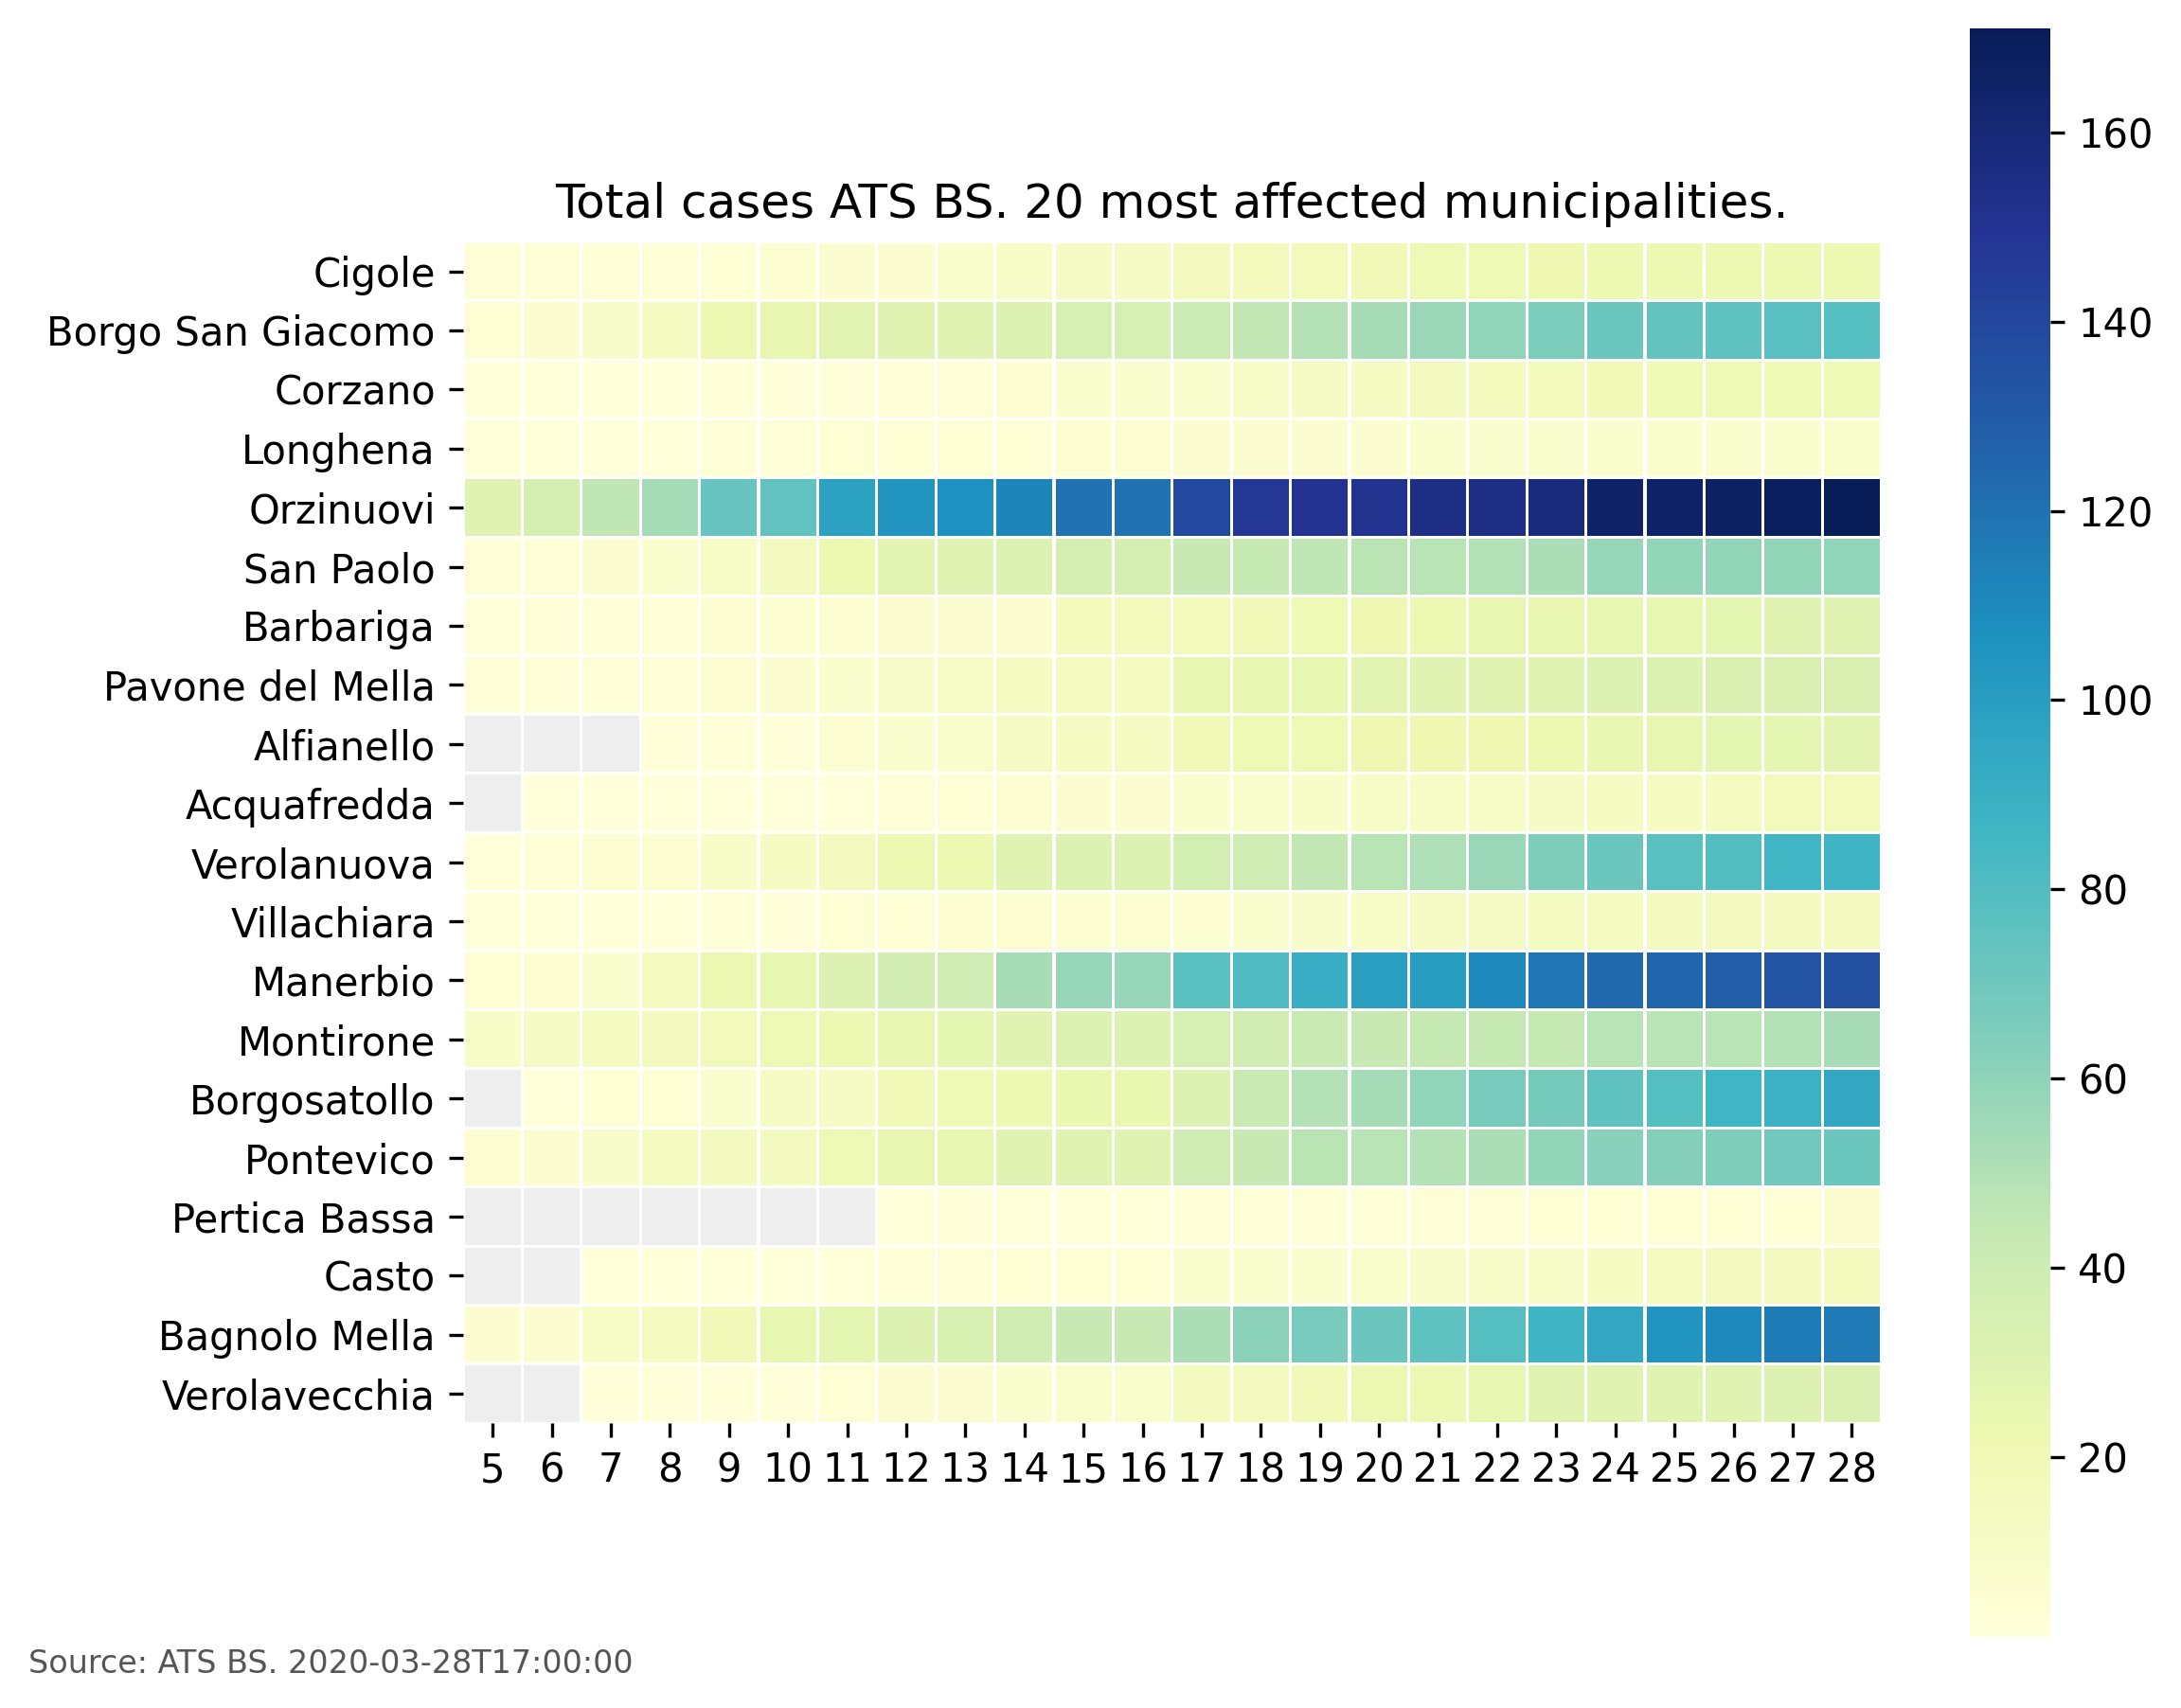 Total cases ATS BS. 20 most affected municipalities.
Cigole
Borgo San Giacomo
Corzano
Longhena
Orzinuovi
San Paolo
Barbariga
Pavone del Mella
Alfianello
Acquafredda
Verolanuova
Villachiara
Manerbio
Montirone
Borgosatollo
Pontevico
Pertica Bassa
Casto
Bagnolo Mella
Verolavecchia
5 6 7 8 9 10 11 12 13 14 15 16 17 18 19 20 21 22 23 24 25 26 27 28
160
140
120
100
80
60
40
20
Source: ATS BS. 2020-03-28T17:00:00